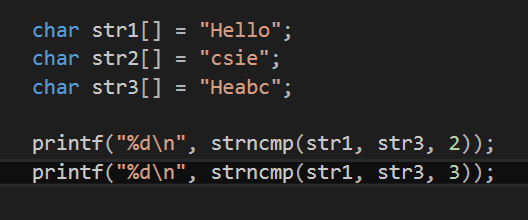 char str1[] = "Hello";
char str2[] = "csie";
char str3[] = "Heabc";
printf("%d\n", strncmp(str1, str3, 2));
printf("%d\n", strncmp(str1, str3, 3));